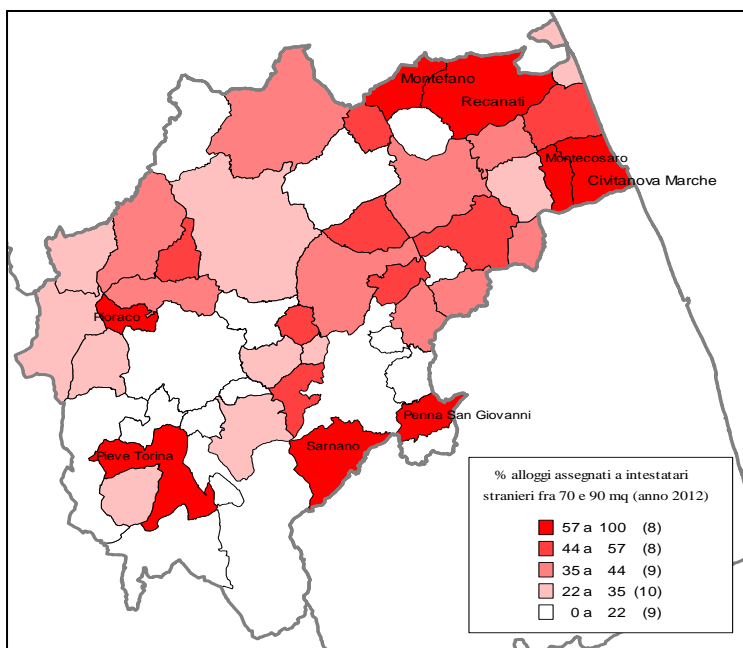 Montefano
Recanati
Montecosaro
Civitanova Marche
Pioraco
Penna San Giovanni
Sarnano
Pieve Torina
% alloggi assegnati a intestatari
stranieri fra 70 e 90 mq (anno 2012)
57 a 100 (8)
44 a 57 (8)
35 a 44 (9)
22 a 35 (10)
0 a 22 (9)